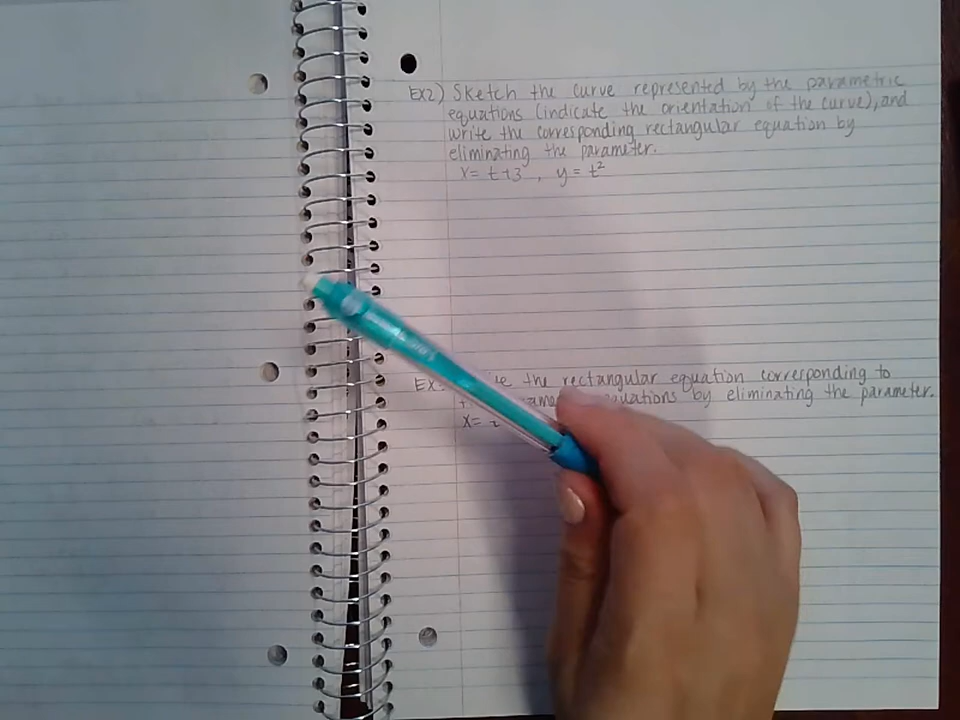 EX2) Sketch the curve represented by the parametric
equations (indicate the orientation of the curve), and
write the corresponding rectangular equation by
eliminating the parameter.
x = t+3 , y = t²
EX the rectangular equation corresponding to
by eliminating the parameter.
x =